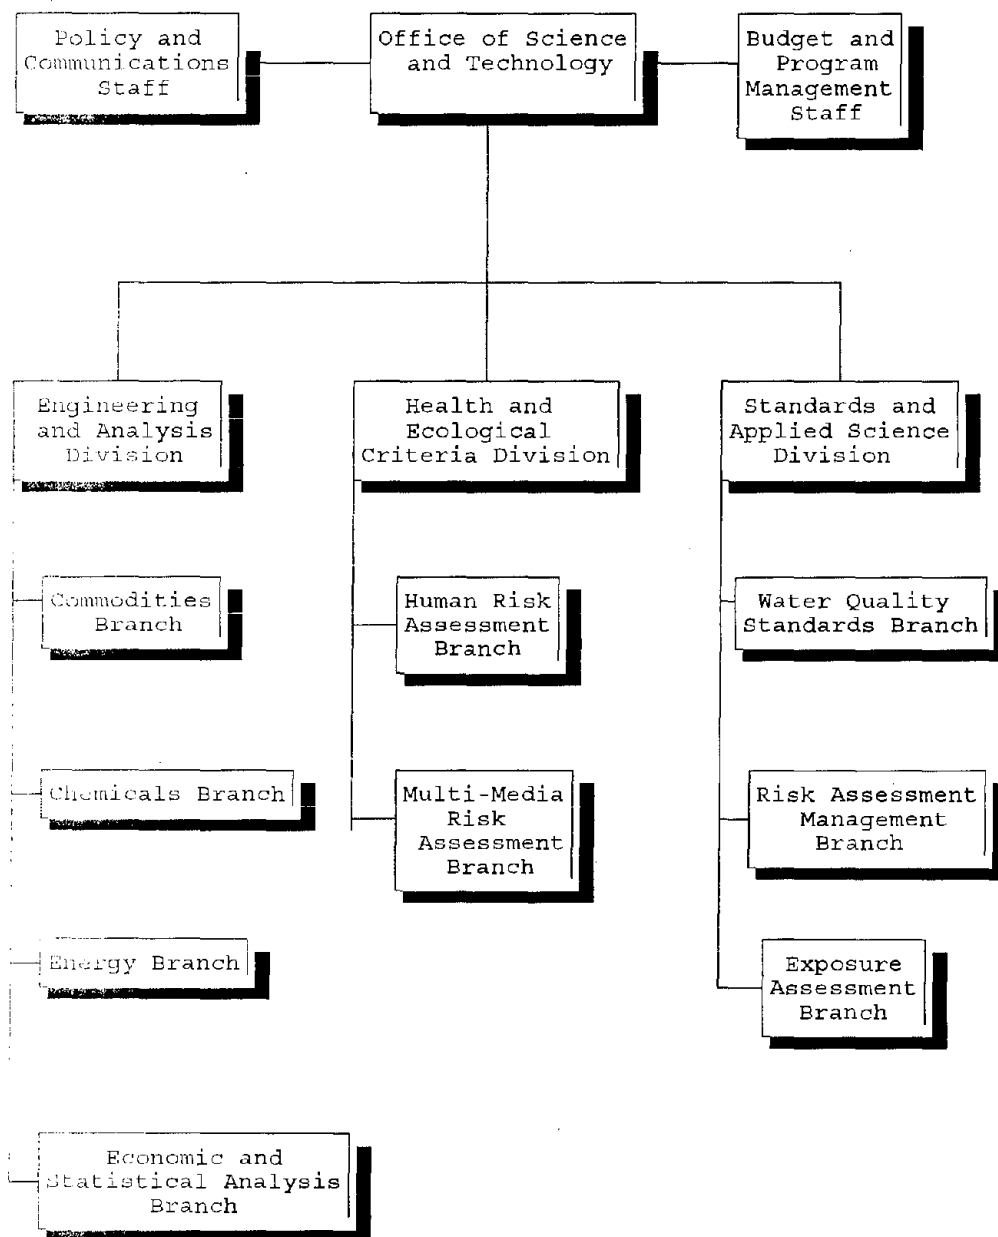 Policy and
Communications
Staff
Office of Science
and Technology
Budget and
Program
Management
Staff
Engineering
and Analysis
Division
Health and
Ecological
Criteria Division
Standards and
Applied Science
Division
Commodities
Branch
Human Risk
Assessment
Branch
Water Quality
Standards Branch
Chemicals Branch
Multi-Media
Risk
Assessment
Branch
Risk Assessment
Management
Branch
Energy Branch
Exposure
Assessment
Branch
Economic and
Statistical Analysis
Branch